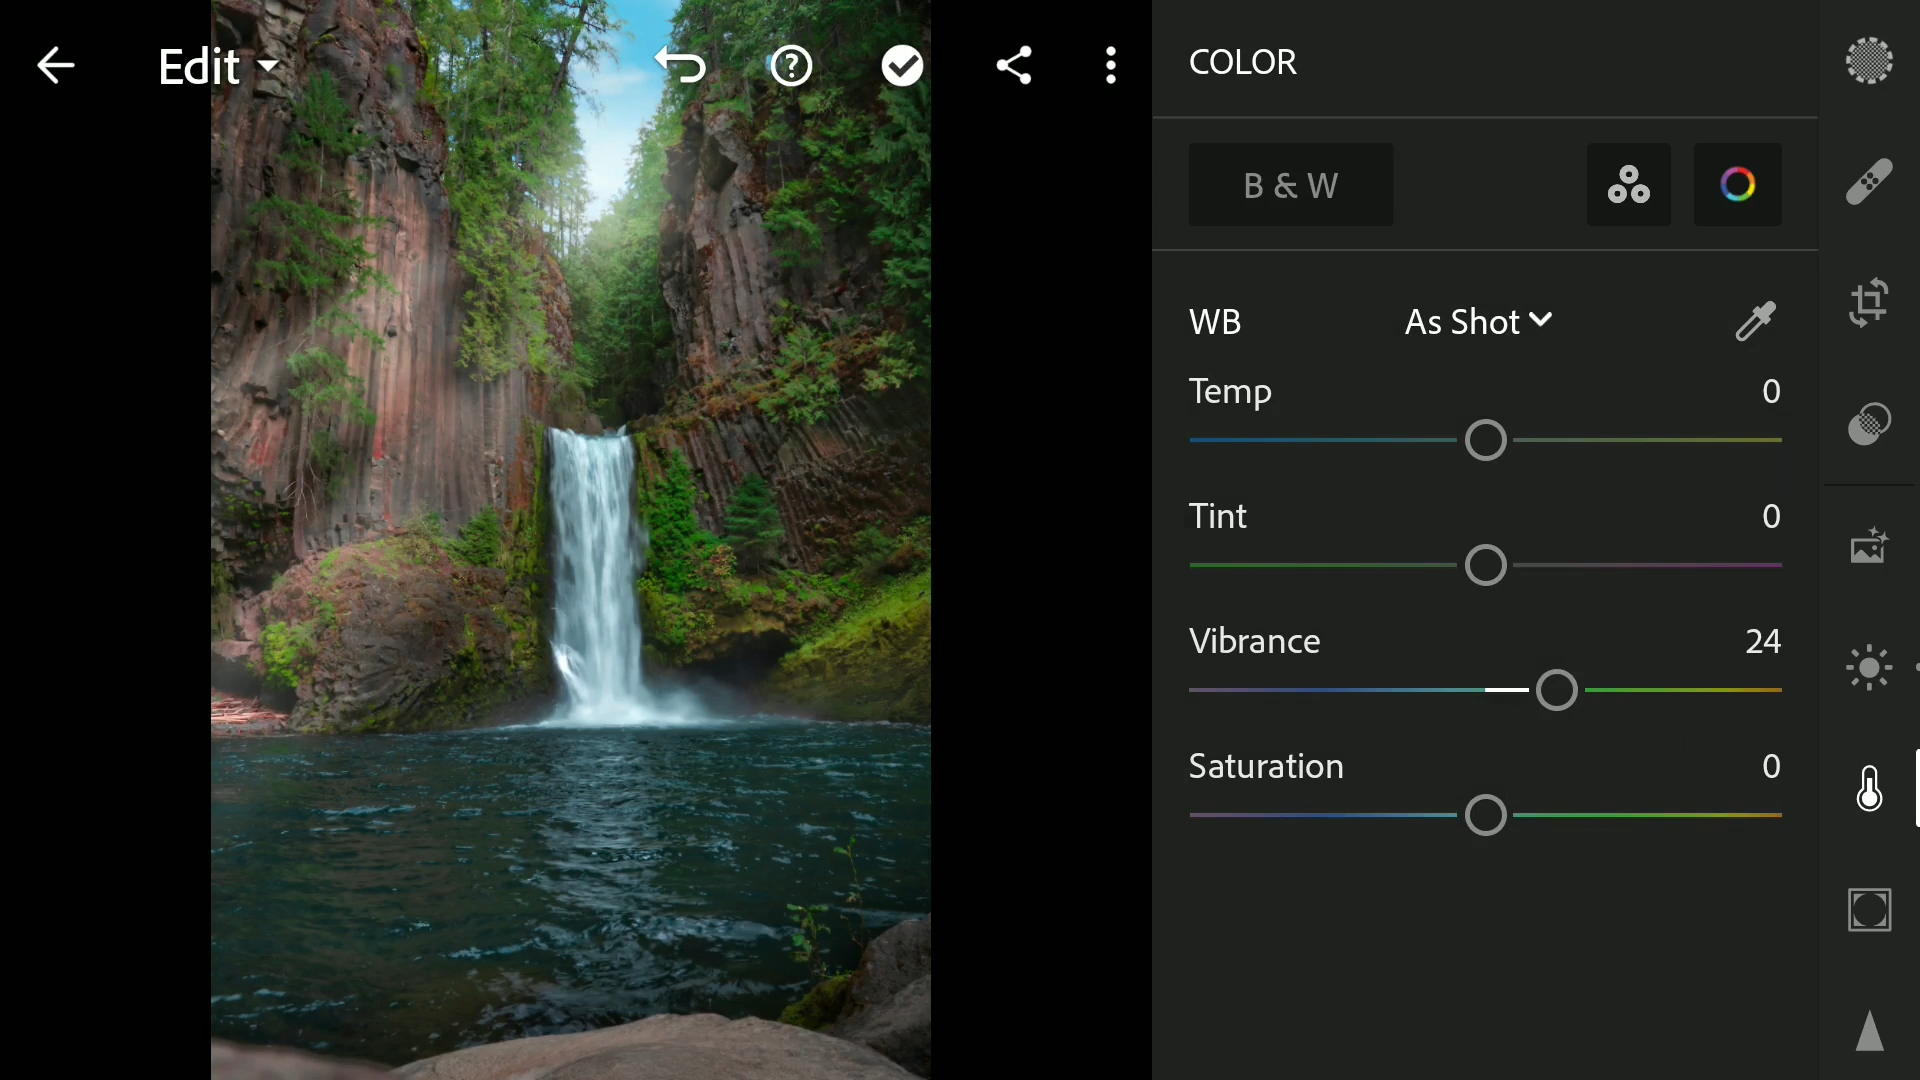 Edit
COLOR
B & W
WB As Shot
Temp 0
Tint 0
Vibrance 24
Saturation 0